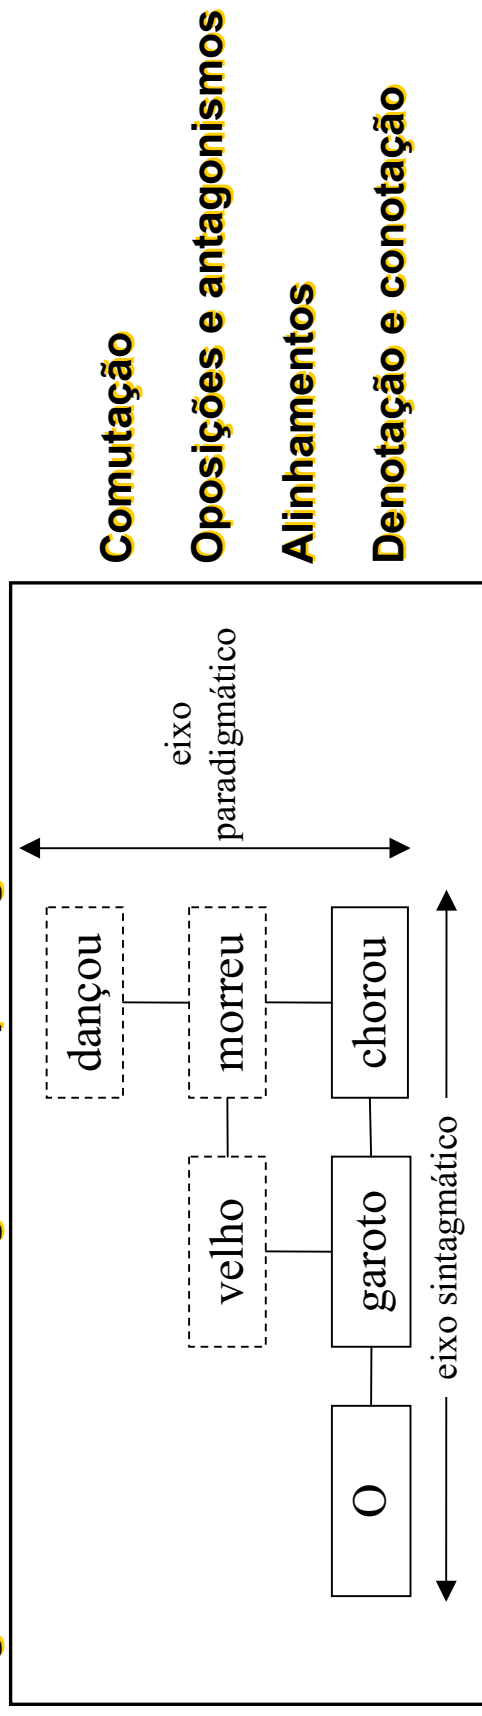 dançou
velho
morreu
O
garoto
chorou
eixo
paradigmático
eixo sintagmático
Comutação
Oposições e antagonismos
Alinhamentos
Denotação e conotação